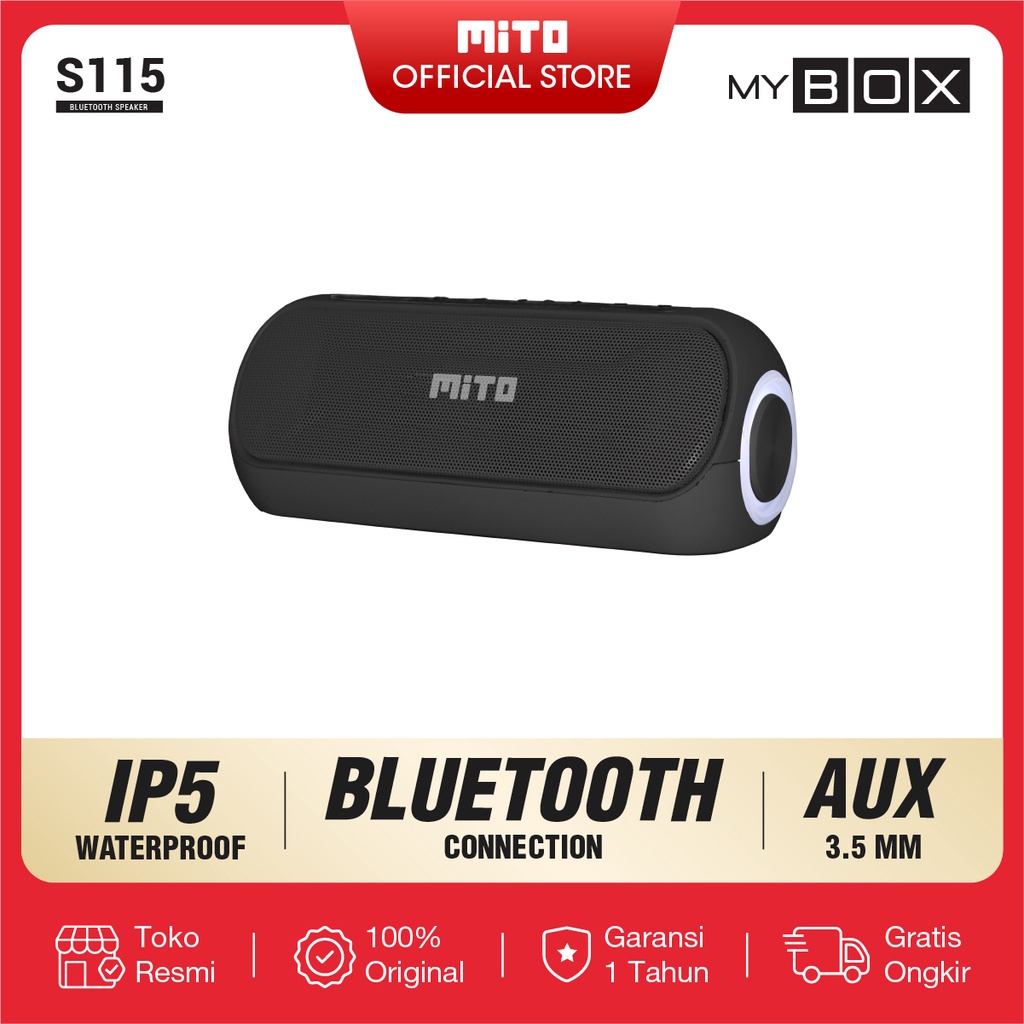 MiTO
OFFICIAL STORE
S115
BLUETOOTH SPEAKER
MY BOX
MiTO
IP5
WATERPROOF
BLUETOOTH
CONNECTION
AUX
3.5 MM
Toko
Resmi
100%
Original
Garansi
1 Tahun
Gratis
Ongkir